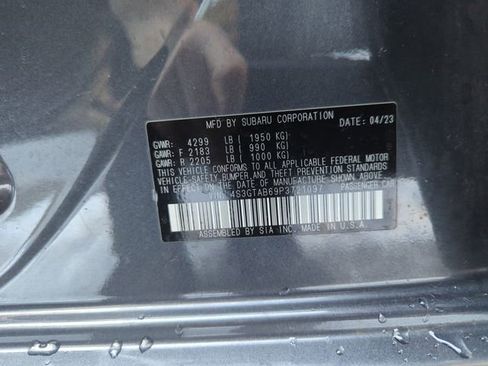 MFD BY SUBARU CORPORATION DATE: 04/23
GVWR: 4299 LB ( 1950 KG)
GAWR: F 2183 LB ( 990 KG)
GAWR: R 2205 LB ( 1000 KG)
THIS VEHICLE CONFORMS TO ALL APPLICABLE FEDERAL MOTOR
VEHICLE-SAFETY, BUMPER, AND THEFT PREVENTION STANDARDS
IN EFFECT ON THE DATE OF MANUFACTURE SHOWN ABOVE.
4S3GTAB69P3721097 PASSENGER CAR
ASSEMBLED BY SIA INC. MADE IN U.S.A.